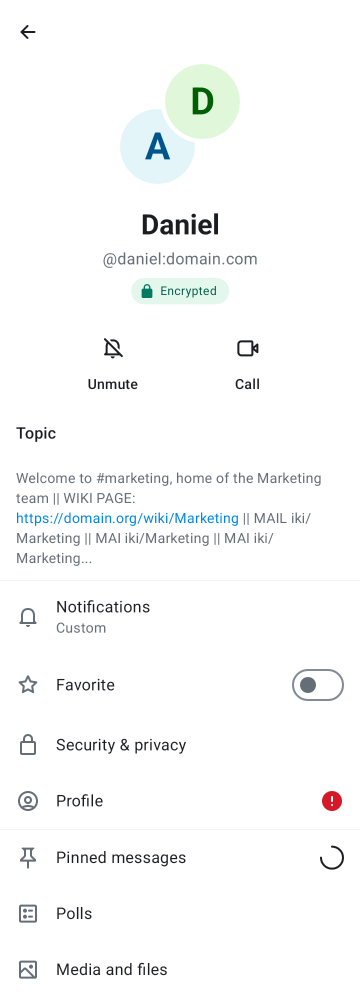 D
A
Daniel
@daniel:domain.com
Encrypted
Unmute
Call
Topic
Welcome to #marketing, home of the Marketing
team || WIKI PAGE:
https://domain.org/wiki/Marketing || MAIL iki/
Marketing || MAI iki/Marketing || MAI iki/
Marketing...
Notifications
Custom
Favorite
Security & privacy
Profile
Pinned messages
Polls
Media and files